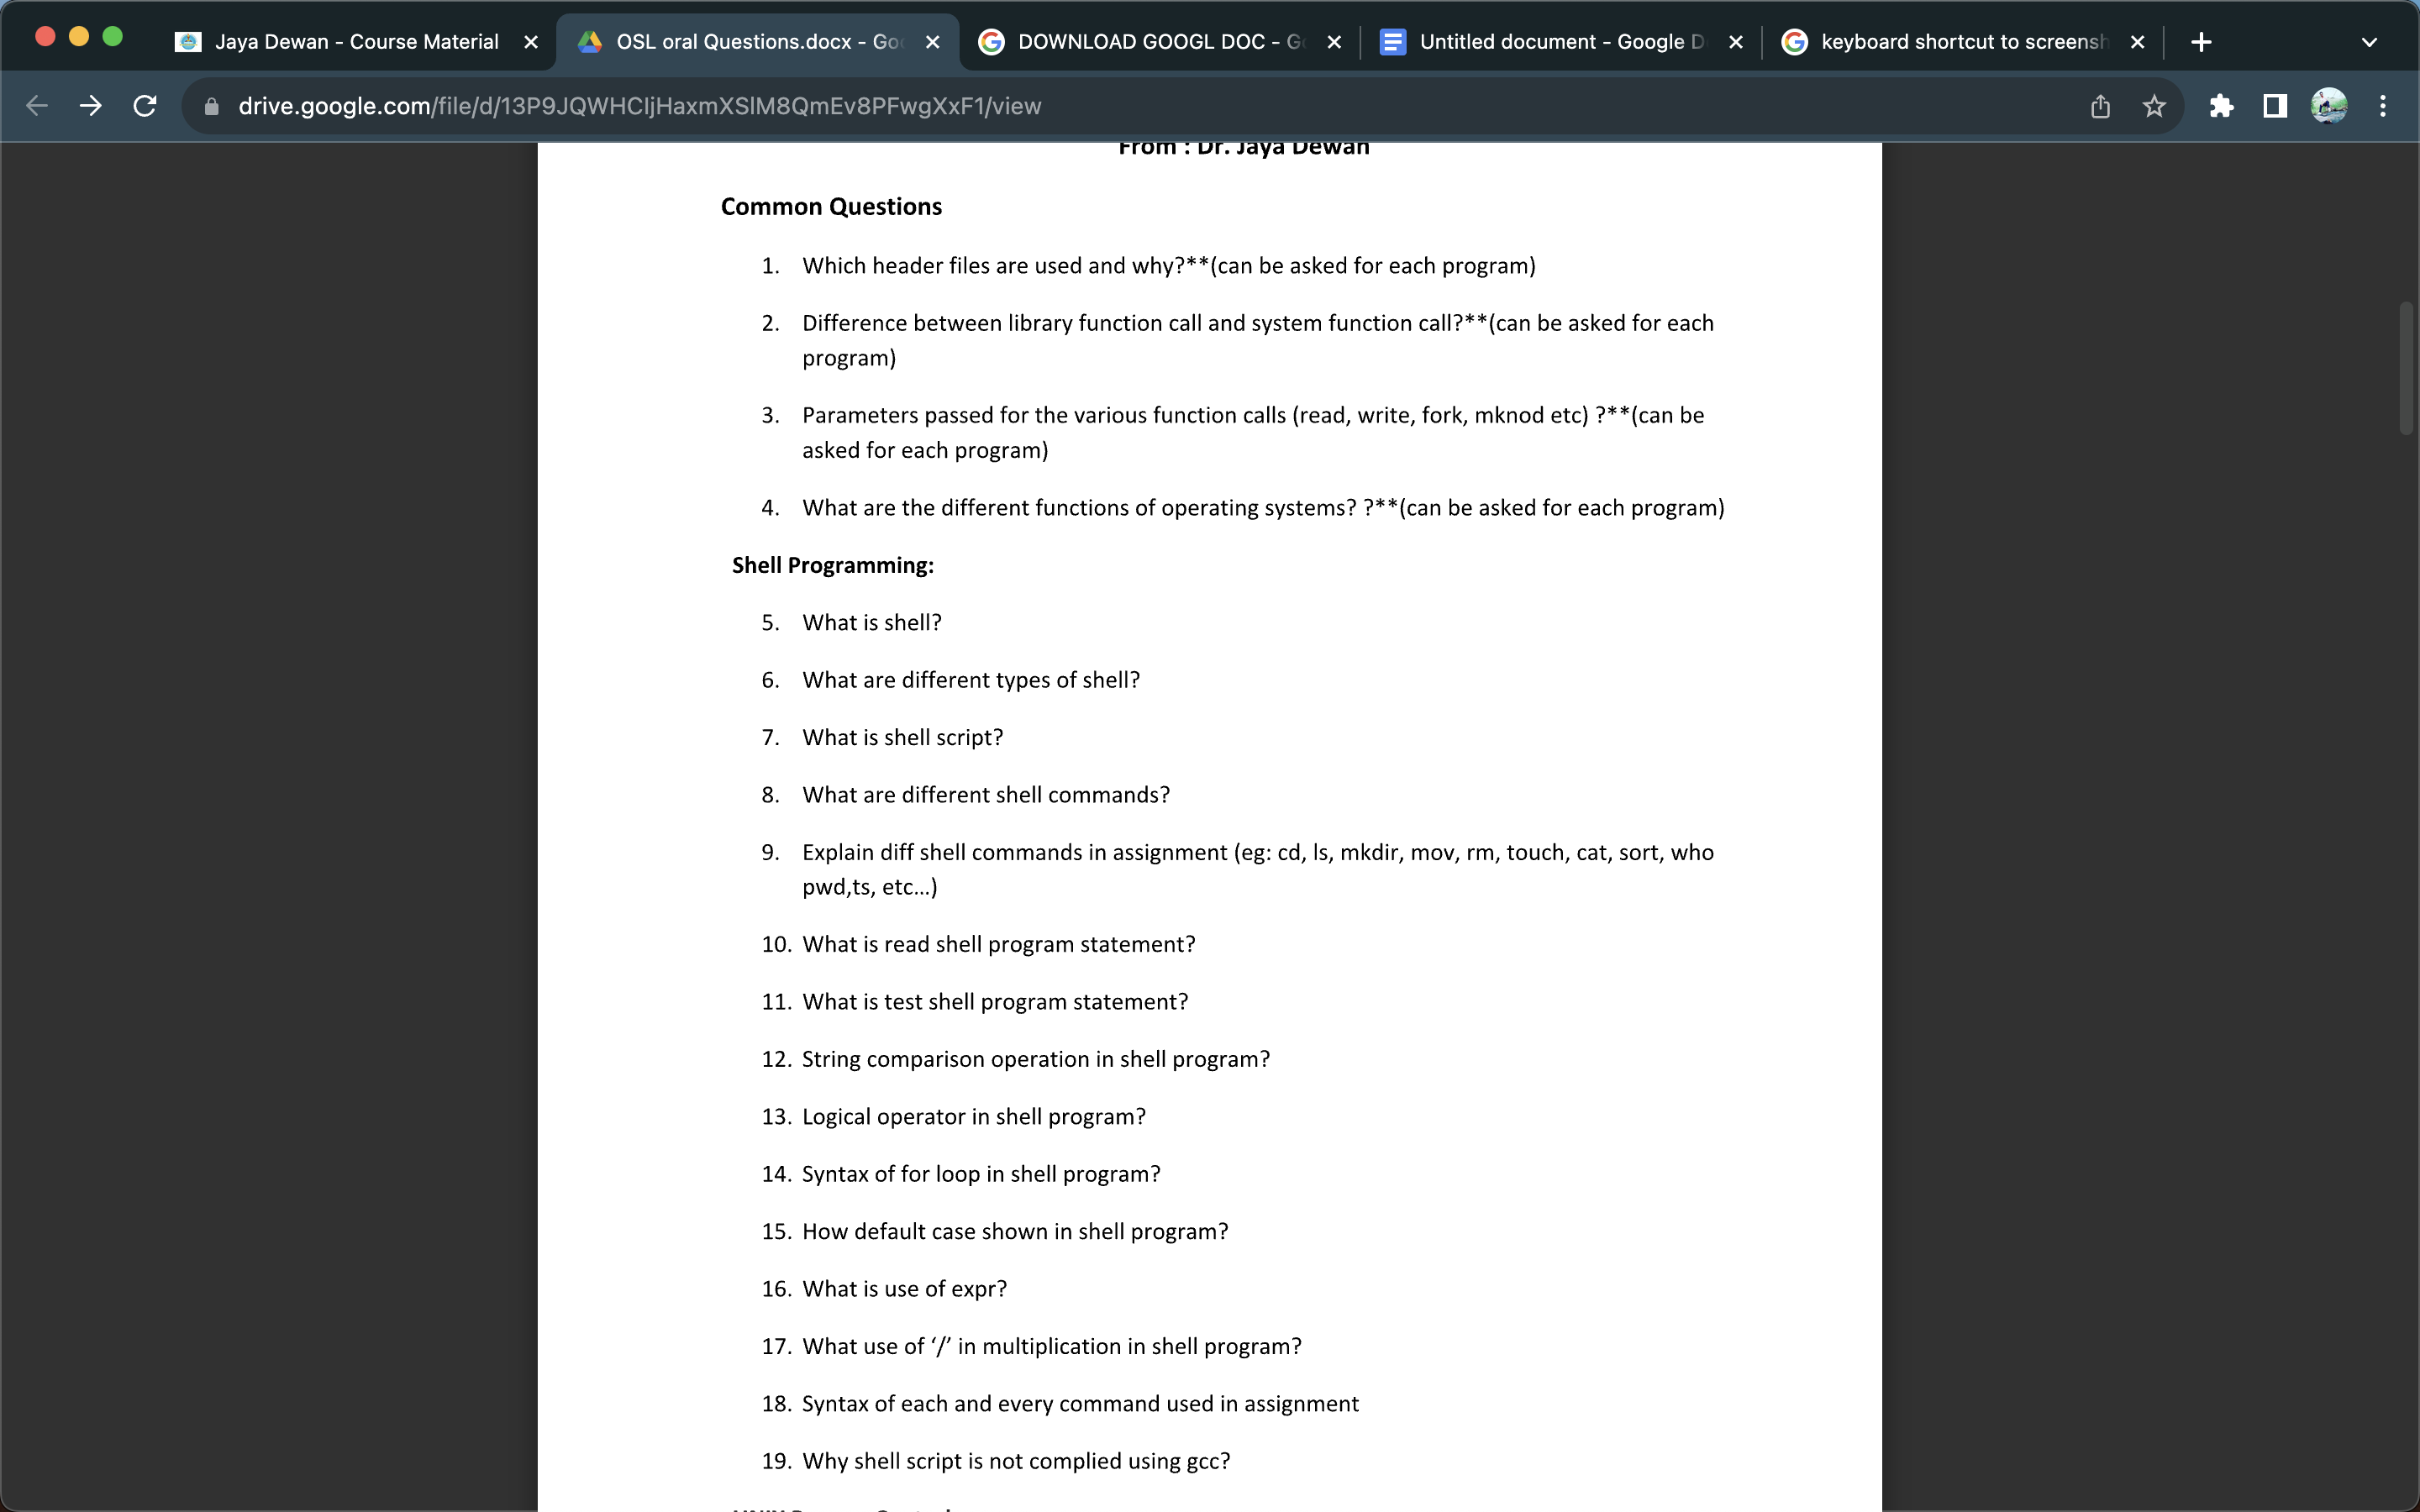 Jaya Dewan - Course Material
OSL oral Questions.docx - Goo
DOWNLOAD GOOGL DOC - G
Untitled document - Google D
keyboard shortcut to screensh
drive.google.com/file/d/13P9JQWHCIjHaxmXSlM8QmEv8PFwgXxF1/view
From : Dr. Jaya Dewan
Common Questions
1. Which header files are used and why?**(can be asked for each program)
2. Difference between library function call and system function call?**(can be asked for each
program)
3. Parameters passed for the various function calls (read, write, fork, mknod etc) ?**(can be
asked for each program)
4. What are the different functions of operating systems? ?**(can be asked for each program)
Shell Programming:
5. What is shell?
6. What are different types of shell?
7. What is shell script?
8. What are different shell commands?
9. Explain diff shell commands in assignment (eg: cd, ls, mkdir, mov, rm, touch, cat, sort, who
pwd,ts, etc...)
10. What is read shell program statement?
11. What is test shell program statement?
12. String comparison operation in shell program?
13. Logical operator in shell program?
14. Syntax of for loop in shell program?
15. How default case shown in shell program?
16. What is use of expr?
17. What use of ‘/’ in multiplication in shell program?
18. Syntax of each and every command used in assignment
19. Why shell script is not complied using gcc?